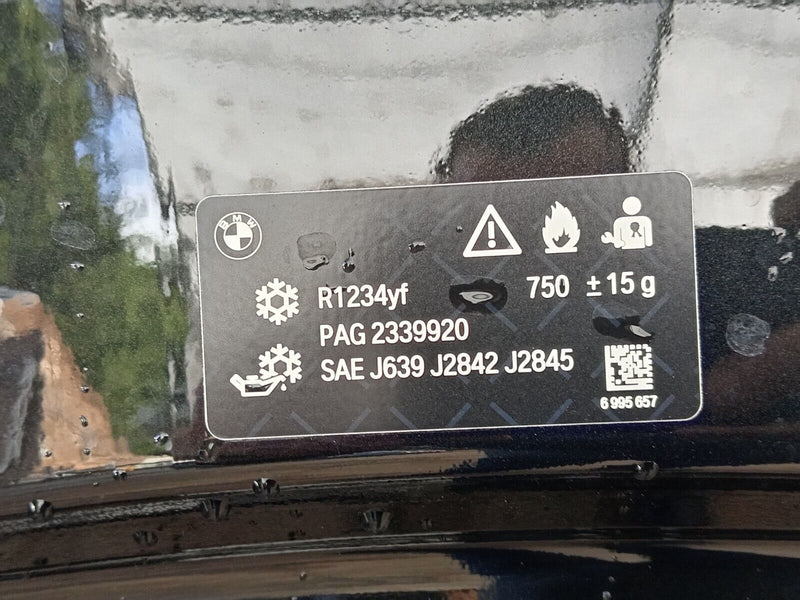 BMW
R1234yf 750 ± 15 g
PAG 2339920
SAE J639 J2842 J2845
6 995 657